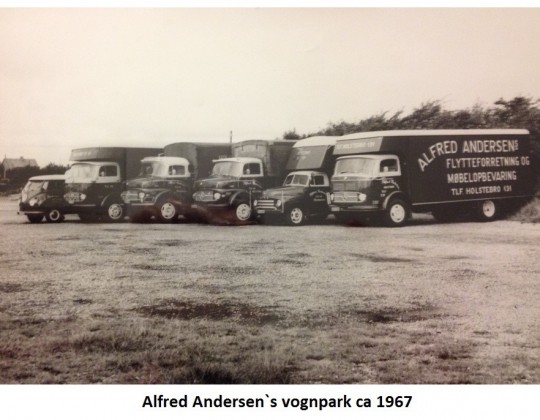 ALFRED ANDERSEN
FLYTTEFORRETNING OG
MØBELOPBEVARING
TLF HOLSTEBRO 131
Alfred Andersen`s vognpark ca 1967